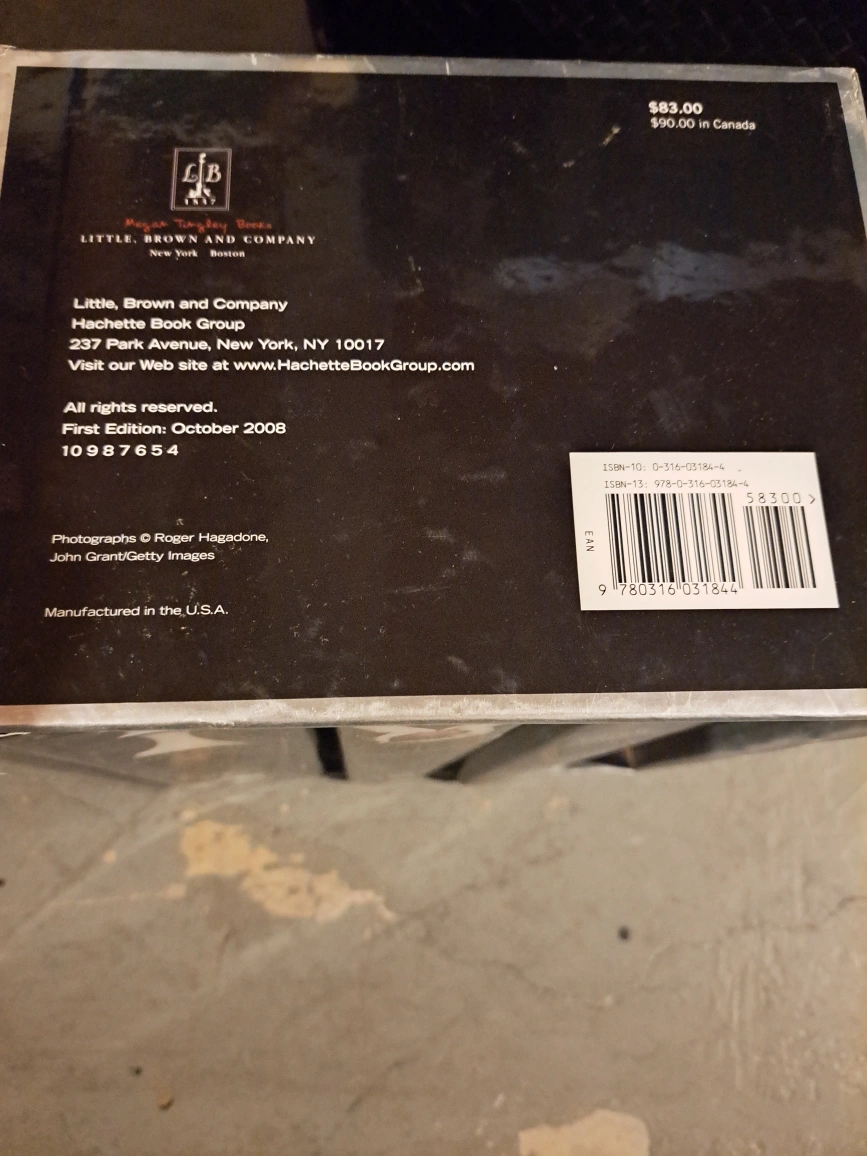 $83.00
$90.00 in Canada
L B
1837
Megan Tingley Books
LITTLE, BROWN AND COMPANY
New York Boston
Little, Brown and Company
Hachette Book Group
237 Park Avenue, New York, NY 10017
Visit our Web site at www.HachetteBookGroup.com
All rights reserved.
First Edition: October 2008
10 9 8 7 6 5 4
Photographs © Roger Hagadone,
John Grant/Getty Images
Manufactured in the U.S.A.
ISBN-10: 0-316-03184-4
ISBN-13: 978-0-316-03184-4
58300 >
EAN
9 780316 031844